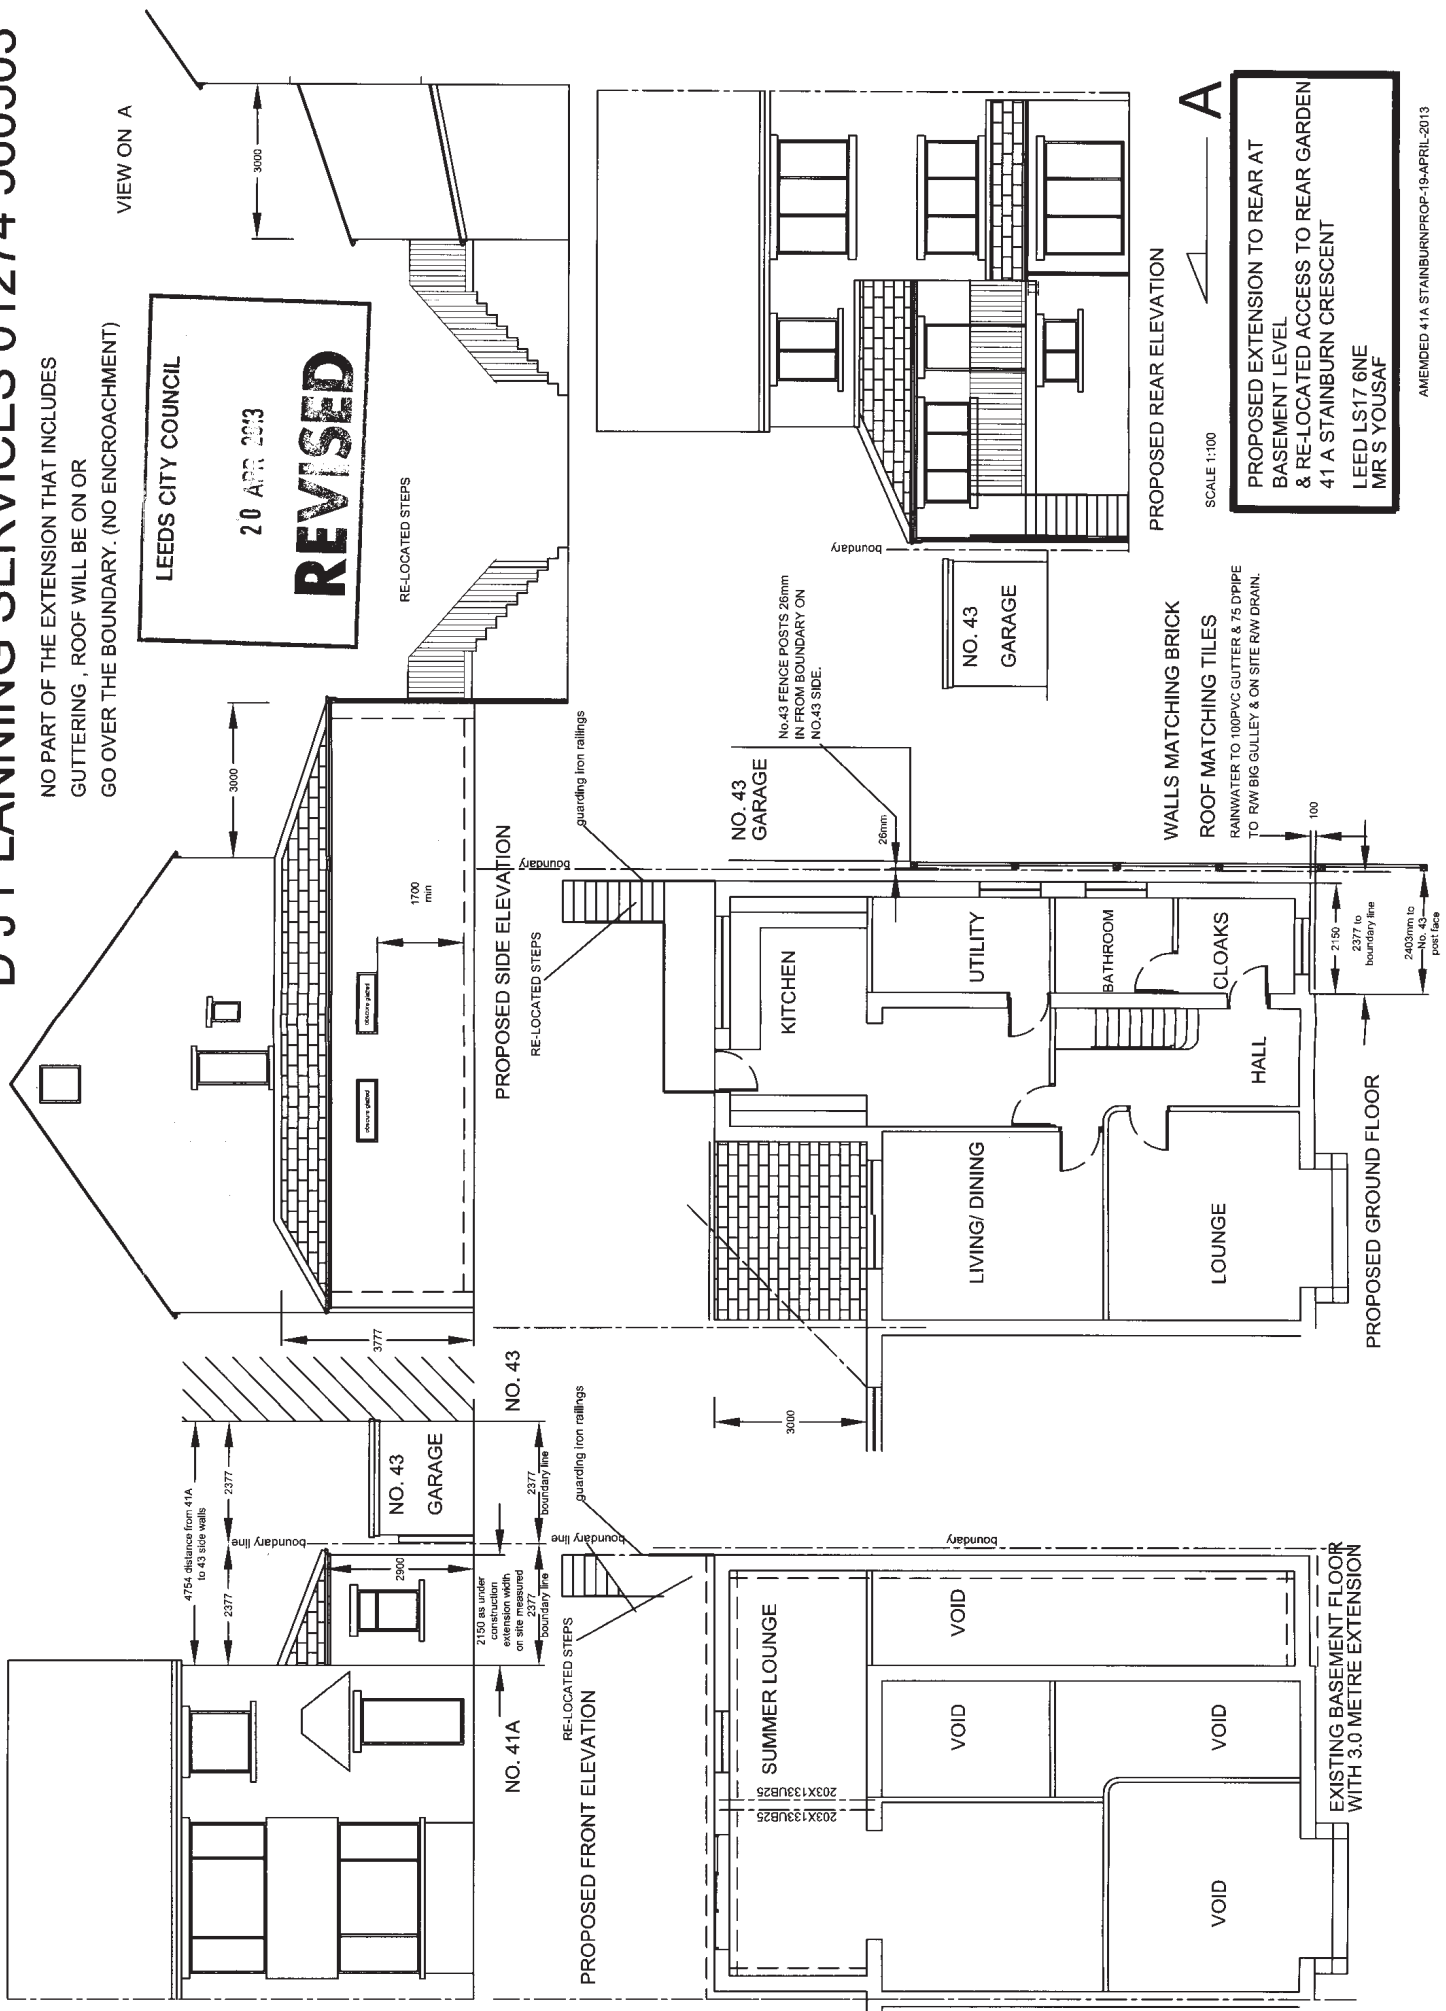 D J PLANNING SERVICES 01274
NO PART OF THE EXTENSION THAT INCLUDES
GUTTERING , ROOF WILL BE ON OR
GO OVER THE BOUNDARY. (NO ENCROACHMENT)
VIEW ON A
LEEDS CITY COUNCIL
20 APR 2013
REVISED
3000
RE-LOCATED STEPS
4754 distance from 41A
to 43 side walls
2377
2377
boundary line
NO. 43
GARAGE
2900
2150 as under
construction
extension width
on site measured
2377
boundary line
2377
boundary line
NO. 41A
NO. 43
PROPOSED FRONT ELEVATION
3777
3000
obscure glazed
obscure glazed
1700
min
PROPOSED SIDE ELEVATION
boundary
NO. 43
GARAGE
PROPOSED REAR ELEVATION
RE-LOCATED STEPS
boundary line
guarding iron railings
boundary
SUMMER LOUNGE
203X133UB25
203X133UB25
VOID
VOID
VOID
VOID
EXISTING BASEMENT FLOOR
WITH 3.0 METRE EXTENSION
3000
RE-LOCATED STEPS
guarding iron railings
boundary
KITCHEN
UTILITY
BATHROOM
CLOAKS
LIVING/ DINING
LOUNGE
HALL
NO. 43
GARAGE
26mm
No.43 FENCE POSTS 26mm
IN FROM BOUNDARY ON
NO.43 SIDE.
2150
2377 to
boundary line
2403mm to
No. 43
post face
100
PROPOSED GROUND FLOOR
WALLS MATCHING BRICK
ROOF MATCHING TILES
RAINWATER TO 100PVC GUTTER & 75 D'PIPE
TO R/W BIG GULLEY & ON SITE R/W DRAIN.
A
SCALE 1:100
PROPOSED EXTENSION TO REAR AT
BASEMENT LEVEL
& RE-LOCATED ACCESS TO REAR GARDEN
41 A STAINBURN CRESCENT
LEED LS17 6NE
MR S YOUSAF
AMEMDED 41A STAINBURNPROP-19-APRIL-2013